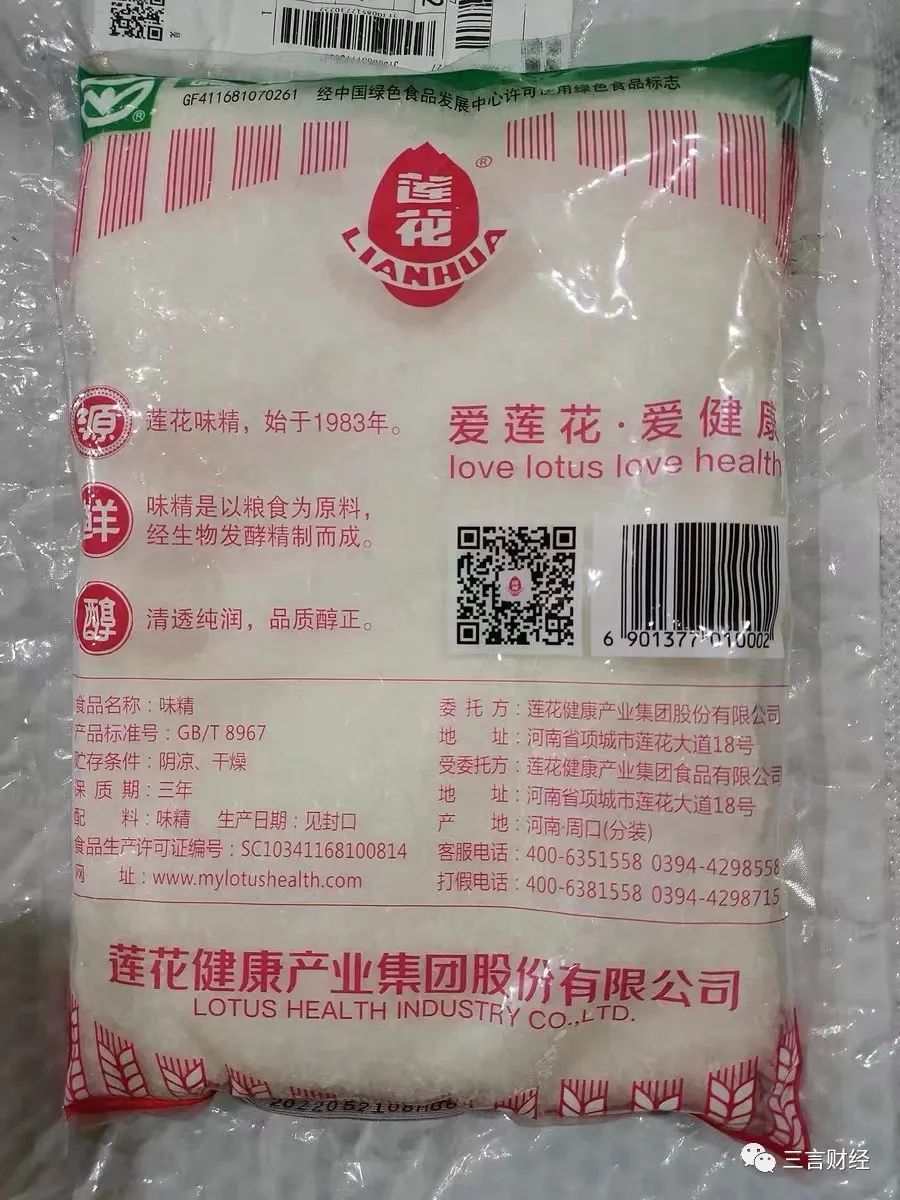 GF411681070261 经中国绿色食品发展中心许可使用绿色食品标志
®
莲花
®
LIANHUA
源
莲花味精，始于1983年。
鲜
味精是以粮食为原料，
经生物发酵精制而成。
醇
清透纯润，品质醇正。
爱莲花·爱健康
love lotus love health
6 901377 010002
食品名称：味精
产品标准号：GB/T 8967
贮存条件：阴凉、干燥
保质期：三年
配料：味精 生产日期：见封口
食品生产许可证编号：SC10341168100814
网址：www.mylotushealth.com
委托方：莲花健康产业集团股份有限公司
地址：河南省项城市莲花大道18号
受委托方：莲花健康产业集团食品有限公司
地址：河南省项城市莲花大道18号
产地：河南·周口(分装)
客服电话：400-6351558 0394-4298558
打假电话：400-6381558 0394-4298715
莲花健康产业集团股份有限公司
LOTUS HEALTH INDUSTRY CO.,LTD.
三言财经